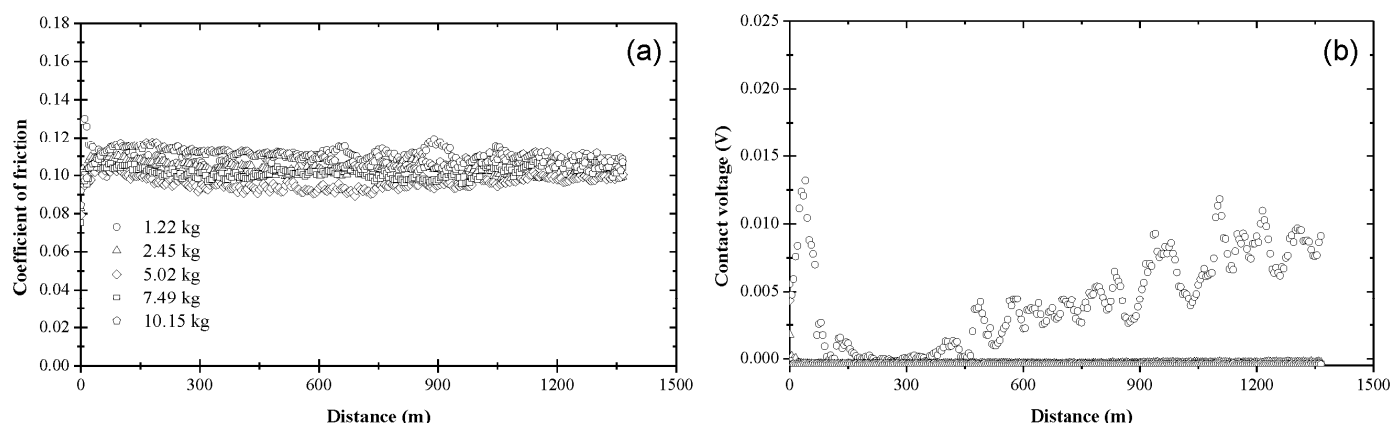 (a)
Coefficient of friction
0.18
0.16
0.14
0.12
0.10
0.08
0.06
0.04
0.02
0.00
1.22 kg
2.45 kg
5.02 kg
7.49 kg
10.15 kg
0
300
600
900
1200
1500
Distance (m)
(b)
Contact voltage (V)
0.025
0.020
0.015
0.010
0.005
0.000
0
300
600
900
1200
1500
Distance (m)